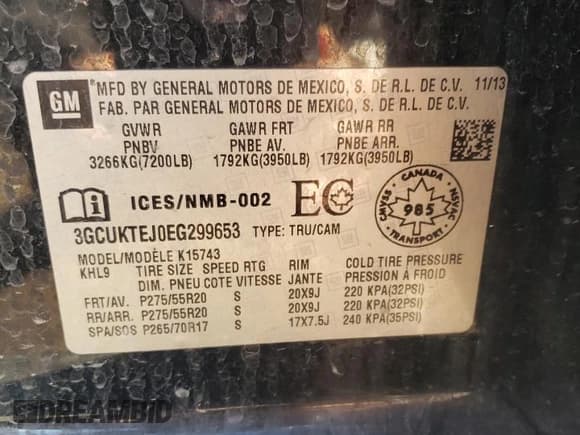 GM
MFD BY GENERAL MOTORS DE MEXICO, S. DE R.L. DE C.V. 11/13
FAB. PAR GENERAL MOTORS DE MEXICO, S. DE R.L. DE C.V.
GVWR GAWR FRT GAWR RR
PNBV PNBE AV. PNBE ARR.
3266KG(7200LB) 1792KG(3950LB) 1792KG(3950LB)
i ICES/NMB-002 EC
CANADA
CMVSS 985 NSVAC
TRANSPORT
3GCUKTEJ0EG299653 TYPE: TRU/CAM
MODEL/MODÈLE K15743
KHL9 TIRE SIZE SPEED RTG RIM COLD TIRE PRESSURE
DIM. PNEU COTE VITESSE JANTE PRESSION À FROID
FRT/AV. P275/55R20 S 20X9J 220 KPA(32PSI)
RR/ARR. P275/55R20 S 20X9J 220 KPA(32PSI)
SPA/SOS P265/70R17 S 17X7.5J 240 KPA(35PSI)
DREAMBID